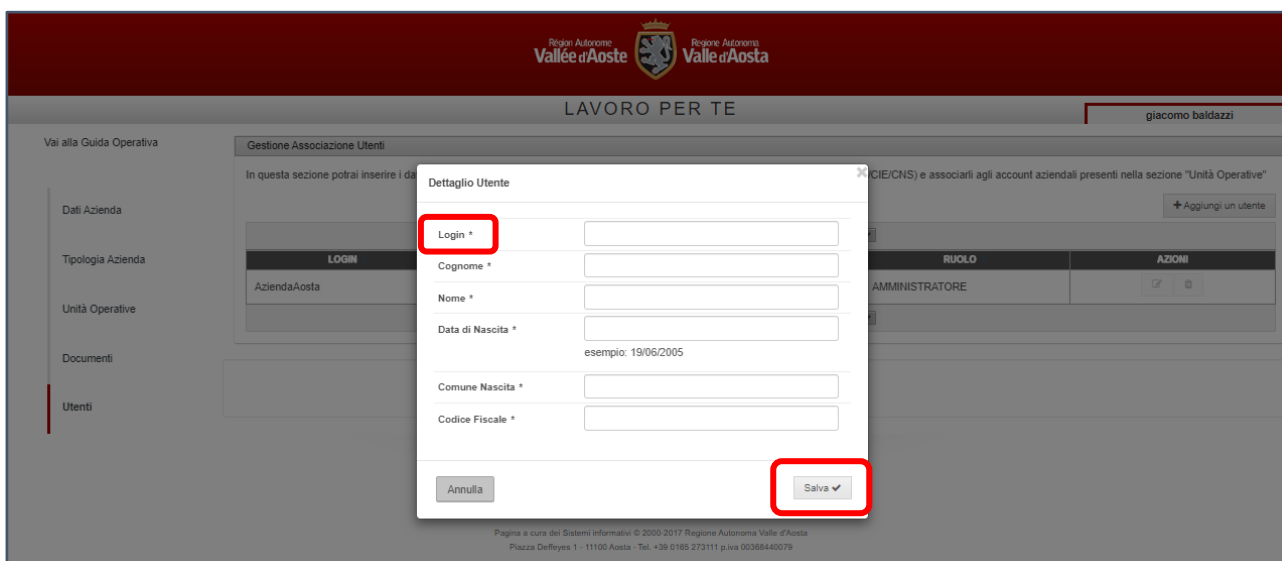 Région Autonome
Vallée d'Aoste
Regione Autonoma
Valle d'Aosta
LAVORO PER TE
giacomo baldazzi
Vai alla Guida Operativa
Gestione Associazione Utenti
In questa sezione potrai inserire i da
/CIE/CNS) e associarli agli account aziendali presenti nella sezione "Unità Operative"
Aggiungi un utente
Dati Azienda
Tipologia Azienda
Unità Operative
Documenti
Utenti
LOGIN
RUOLO
AZIONI
AziendaAosta
AMMINISTRATORE
Dettaglio Utente
Login *
Cognome *
Nome *
Data di Nascita *
esempio: 19/06/2005
Comune Nascita *
Codice Fiscale *
Annulla
Salva
Pagina a cura dei Sistemi informativi © 2000-2017 Regione Autonoma Valle d'Aosta
Piazza Deffeyes 1 - 11100 Aosta - Tel. +39 0165 273111 p.iva 00368440079